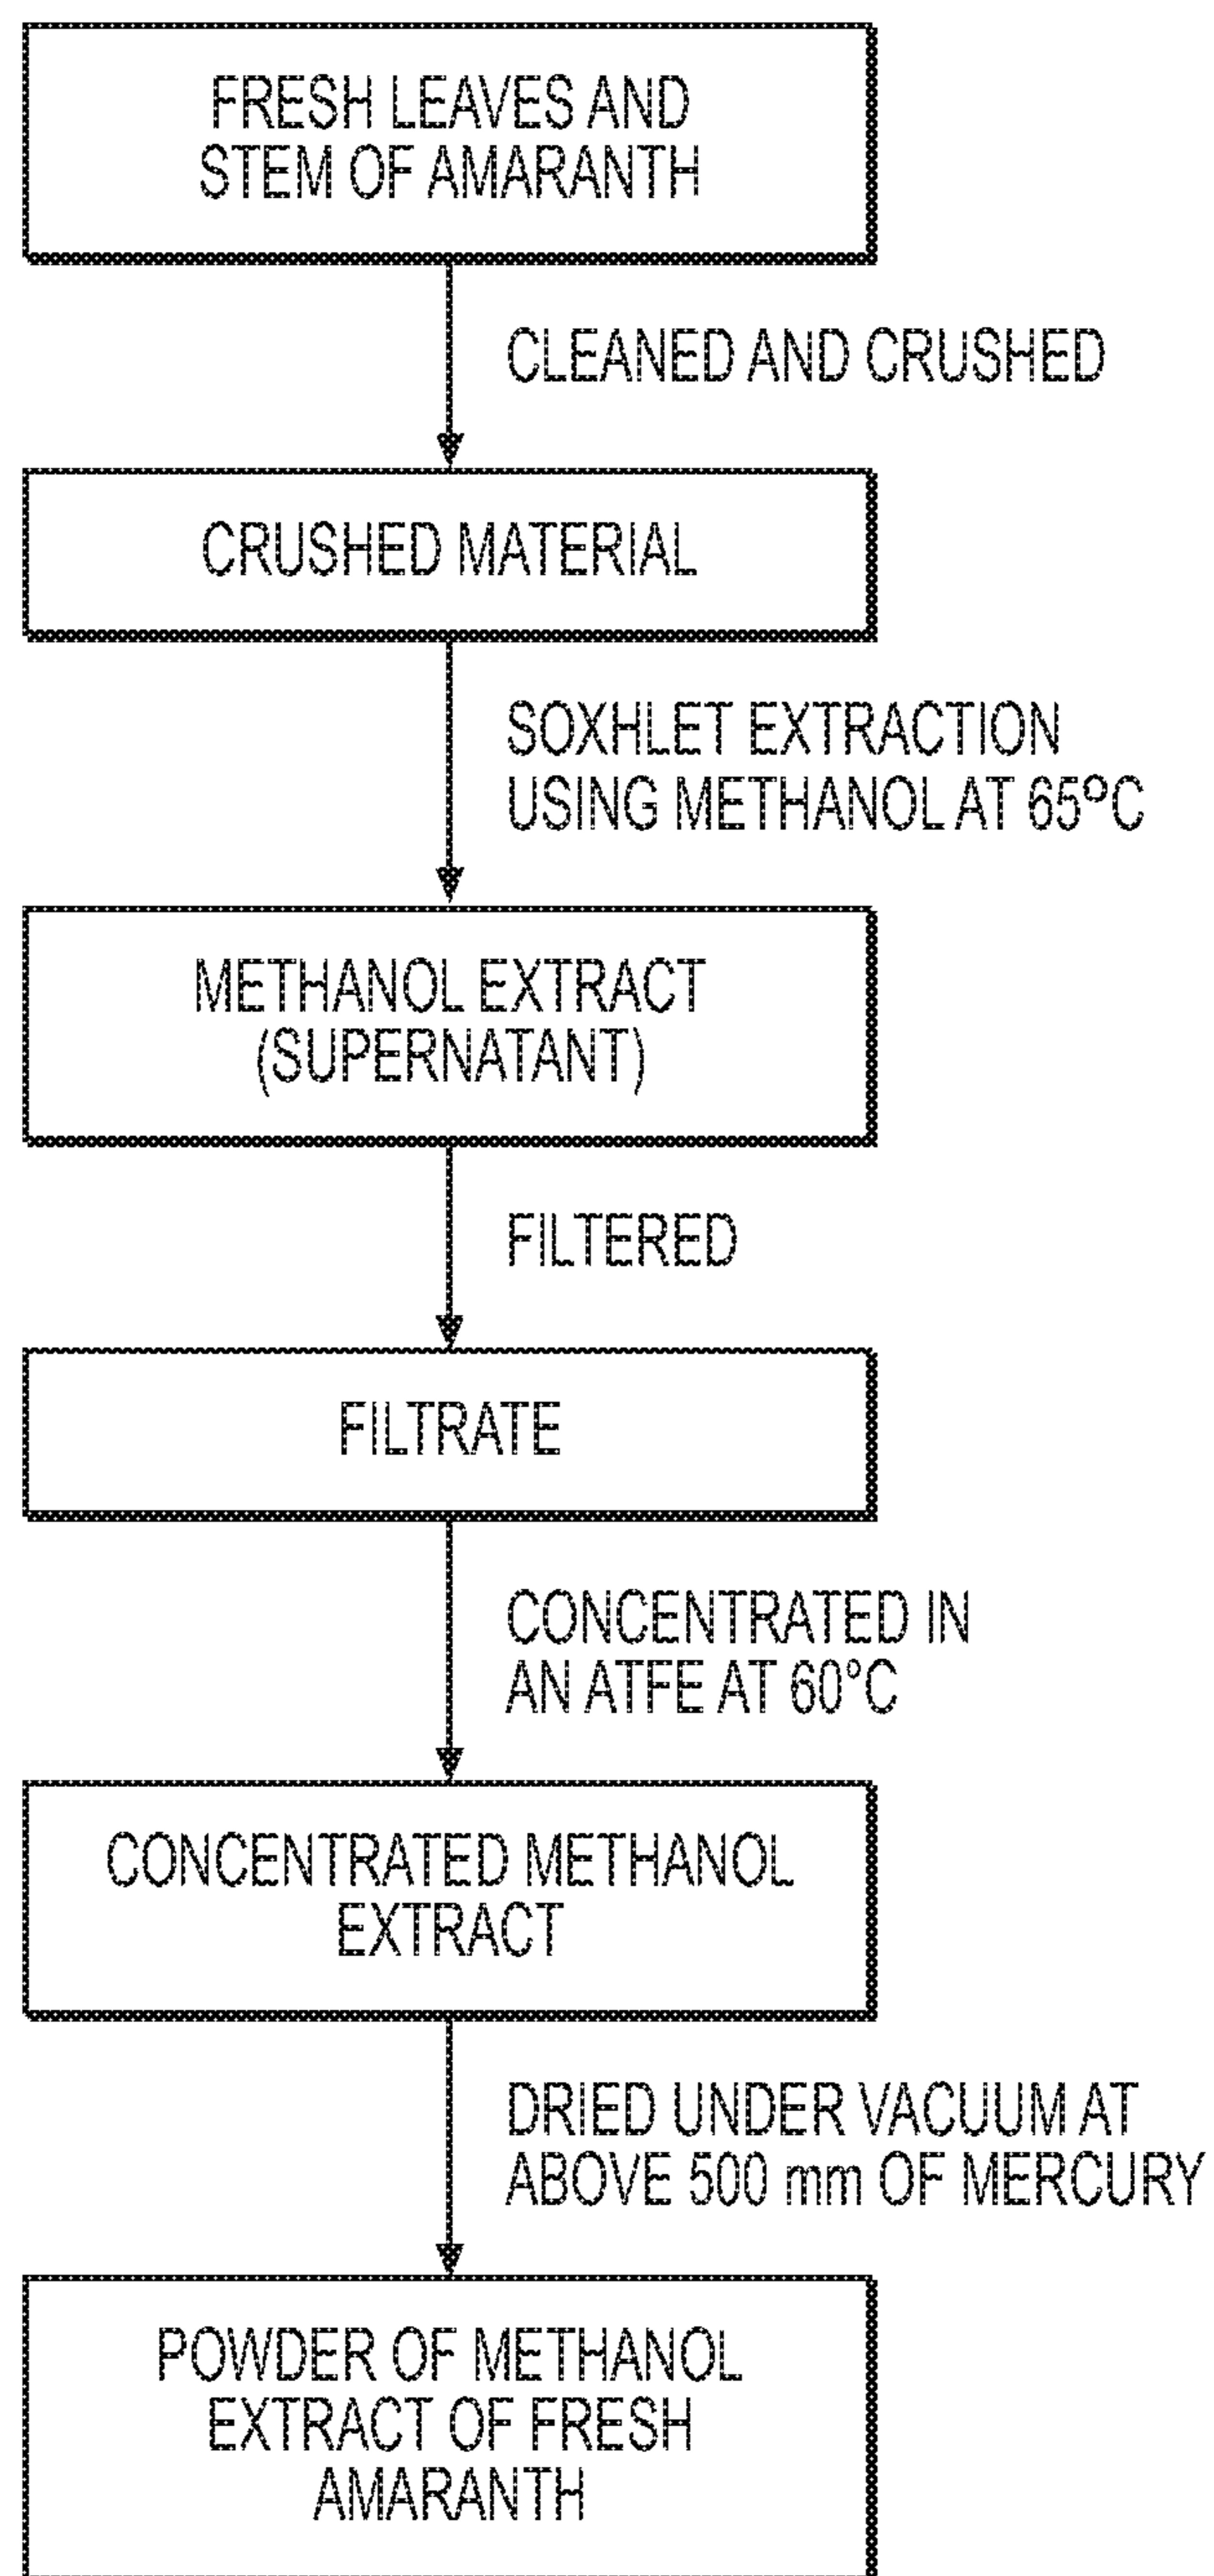 FRESH LEAVES AND
STEM OF AMARANTH
CLEANED AND CRUSHED
CRUSHED MATERIAL
SOXHLET EXTRACTION
USING METHANOL AT 65°C
METHANOL EXTRACT
(SUPERNATANT)
FILTERED
FILTRATE
CONCENTRATED IN
AN ATFE AT 60°C
CONCENTRATED METHANOL
EXTRACT
DRIED UNDER VACUUM AT
ABOVE 500 mm OF MERCURY
POWDER OF METHANOL
EXTRACT OF FRESH
AMARANTH